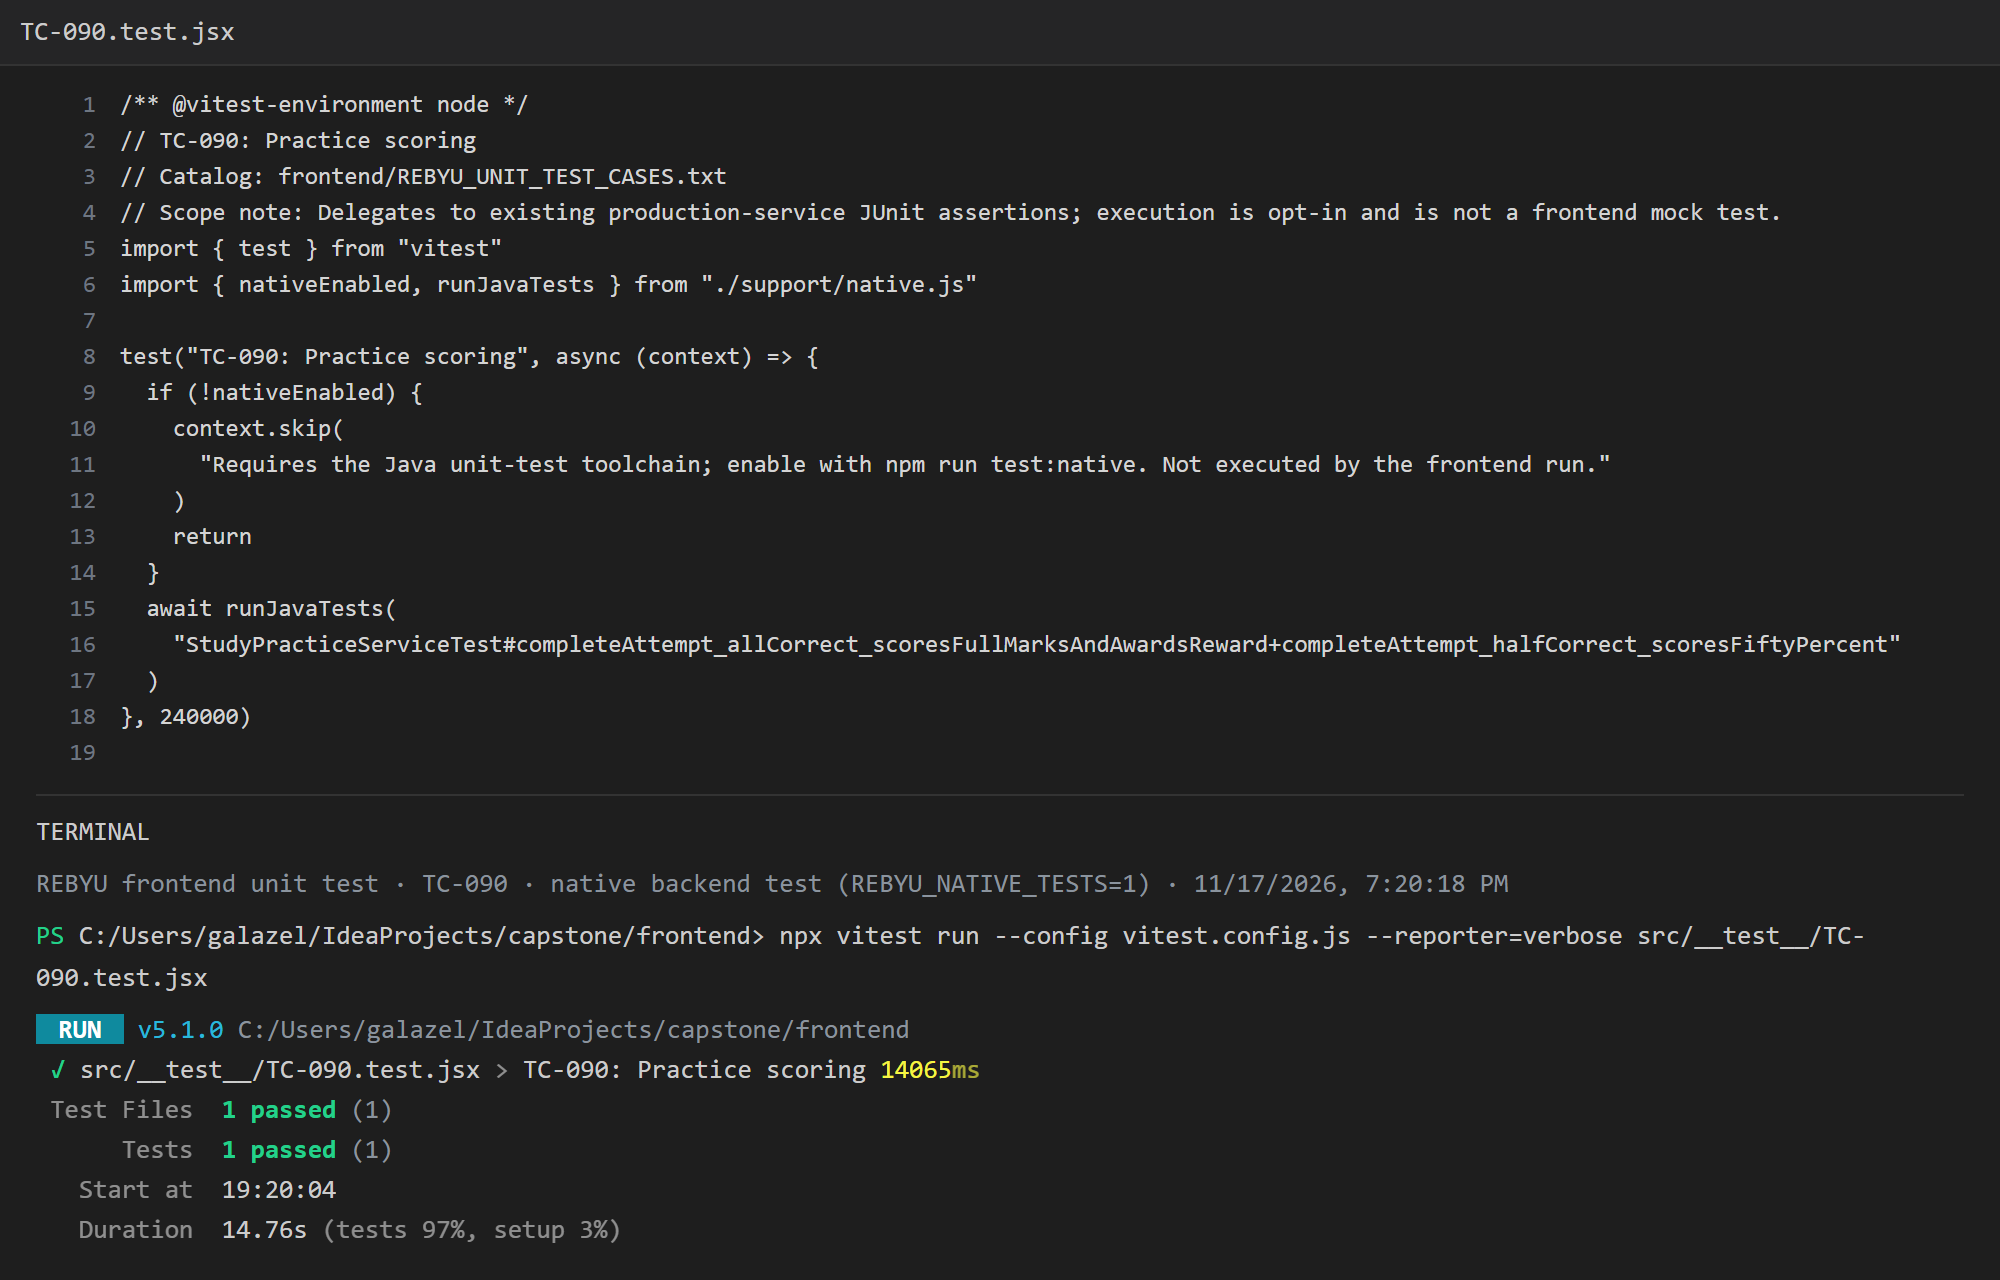 TC-090.test.jsx
1 /** @vitest-environment node */
2 // TC-090: Practice scoring
3 // Catalog: frontend/REBYU_UNIT_TEST_CASES.txt
4 // Scope note: Delegates to existing production-service JUnit assertions; execution is opt-in and is not a frontend mock test.
5 import { test } from "vitest"
6 import { nativeEnabled, runJavaTests } from "./support/native.js"
7
8 test("TC-090: Practice scoring", async (context) => {
9   if (!nativeEnabled) {
10     context.skip(
11       "Requires the Java unit-test toolchain; enable with npm run test:native. Not executed by the frontend run."
12     )
13     return
14   }
15   await runJavaTests(
16     "StudyPracticeServiceTest#completeAttempt_allCorrect_scoresFullMarksAndAwardsReward+completeAttempt_halfCorrect_scoresFiftyPercent"
17   )
18 }, 240000)
19
TERMINAL
REBYU frontend unit test · TC-090 · native backend test (REBYU_NATIVE_TESTS=1) · 11/17/2026, 7:20:18 PM
PS C:/Users/galazel/IdeaProjects/capstone/frontend> npx vitest run --config vitest.config.js --reporter=verbose src/__test__/TC-
090.test.jsx
RUN v5.1.0 C:/Users/galazel/IdeaProjects/capstone/frontend
✓ src/__test__/TC-090.test.jsx > TC-090: Practice scoring 14065ms
Test Files 1 passed (1)
Tests 1 passed (1)
Start at 19:20:04
Duration 14.76s (tests 97%, setup 3%)